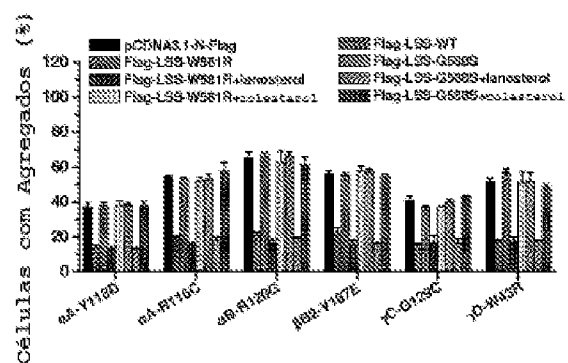 Células com Agregados (%)
120
100
80
60
40
20
0
pCDNA3.1-N-Flag
Flag-LSS-W581R
Flag-LSS-W581R+lanosterol
Flag-LSS-W581R+cholesterol
Flag-LSS-WT
Flag-LSS-G588S
Flag-LSS-G588S+lanosterol
Flag-LSS-G588S+cholesterol
αA-Y118D
αA-R116C
αB-R120G
βB2-V187E
γC-G129C
γD-W43R